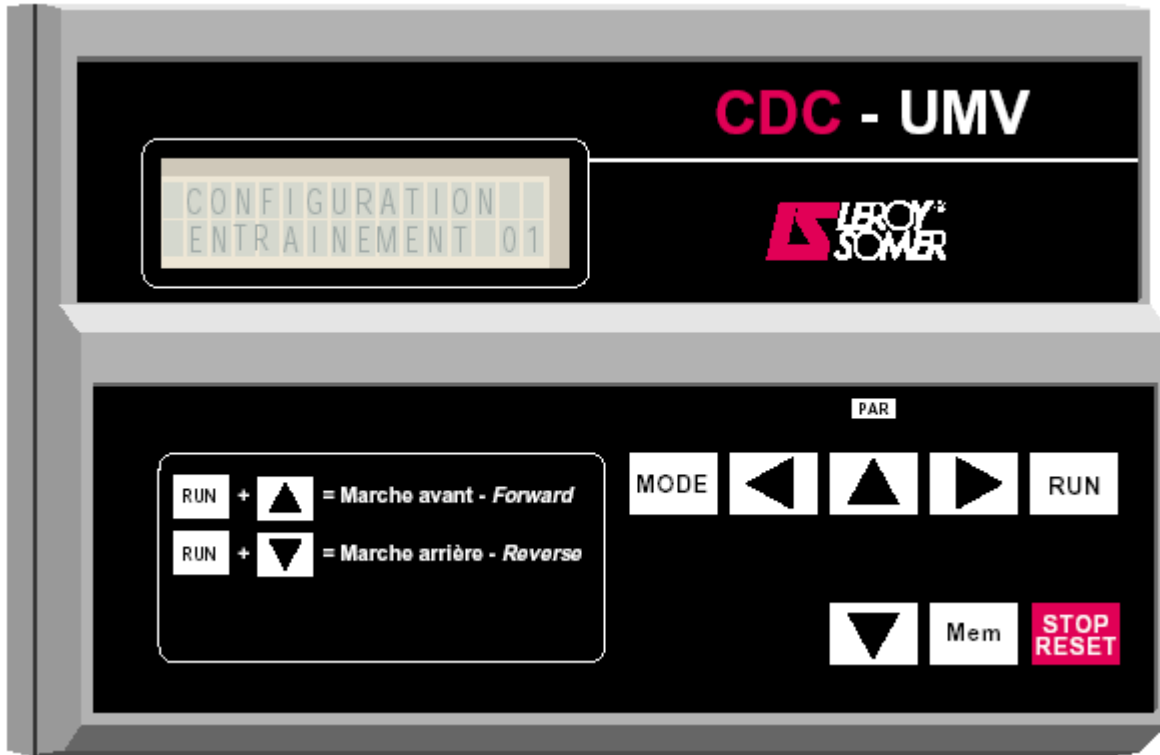 CDC - UMV
CONFIGURATION
ENTRAINEMENT 01
LEROY
SOMER
PAR
MODE
RUN
RUN + = Marche avant - Forward
RUN + = Marche arrière - Reverse
Mem
STOP
RESET